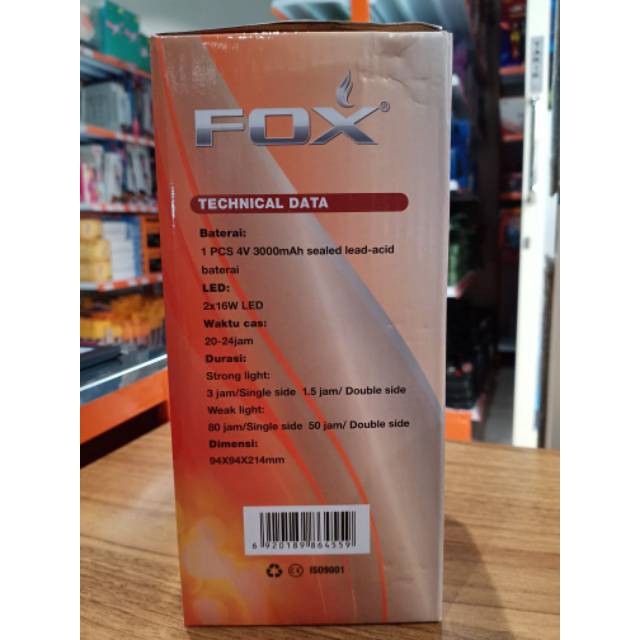 FOX®
TECHNICAL DATA
Baterai:
1 PCS 4V 3000mAh sealed lead-acid
baterai
LED:
2x16W LED
Waktu cas:
20-24jam
Durasi:
Strong light:
3 jam/Single side 1.5 jam/ Double side
Weak light:
80 jam/Single side 50 jam/ Double side
Dimensi:
94X94X214mm
6 920189 864559
CE ISO9001